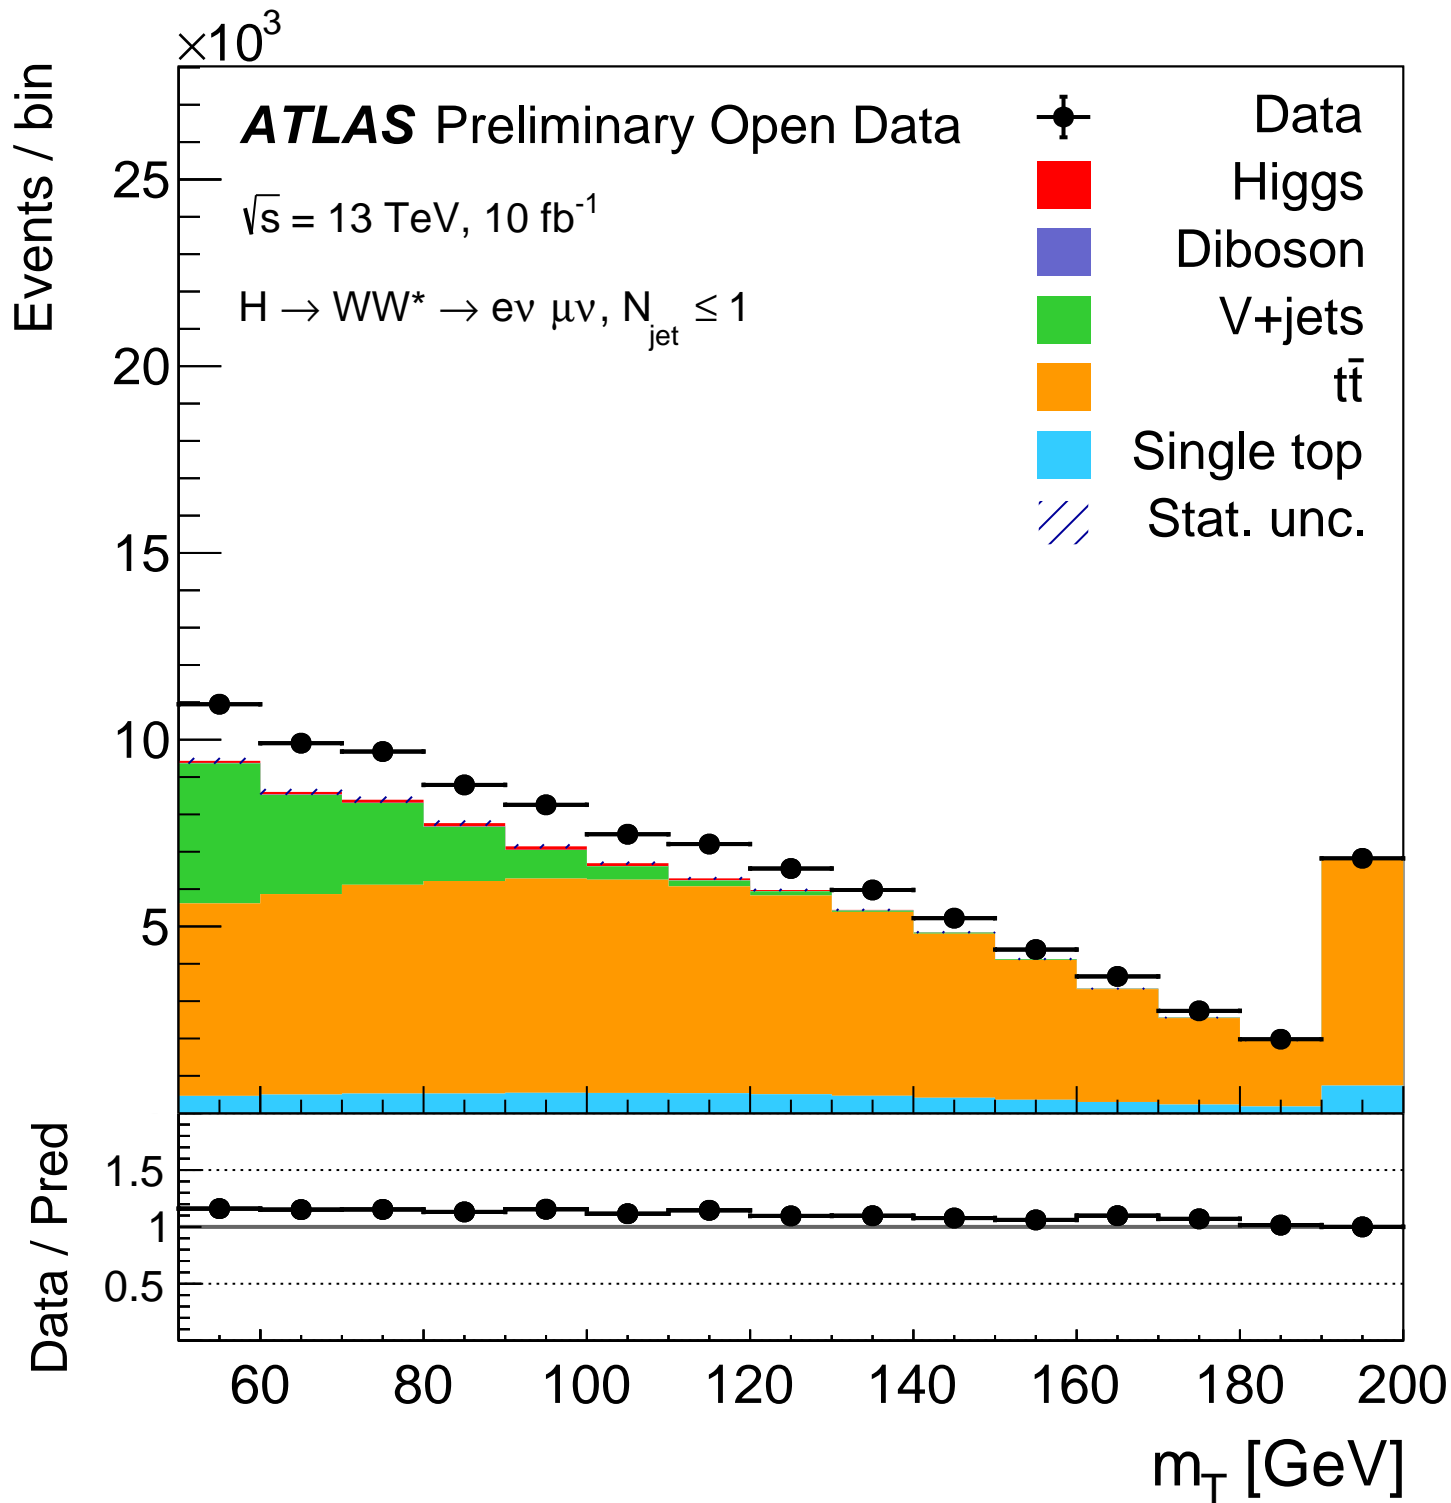 ×10³
Events / bin
ATLAS Preliminary Open Data
√s = 13 TeV, 10 fb⁻¹
H → WW* → eν μν, N_jet ≤ 1
Data
Higgs
Diboson
V+jets
tt̄
Single top
Stat. unc.
25
20
15
10
5
Data / Pred
1.5
1
0.5
60 80 100 120 140 160 180 200
m_T [GeV]